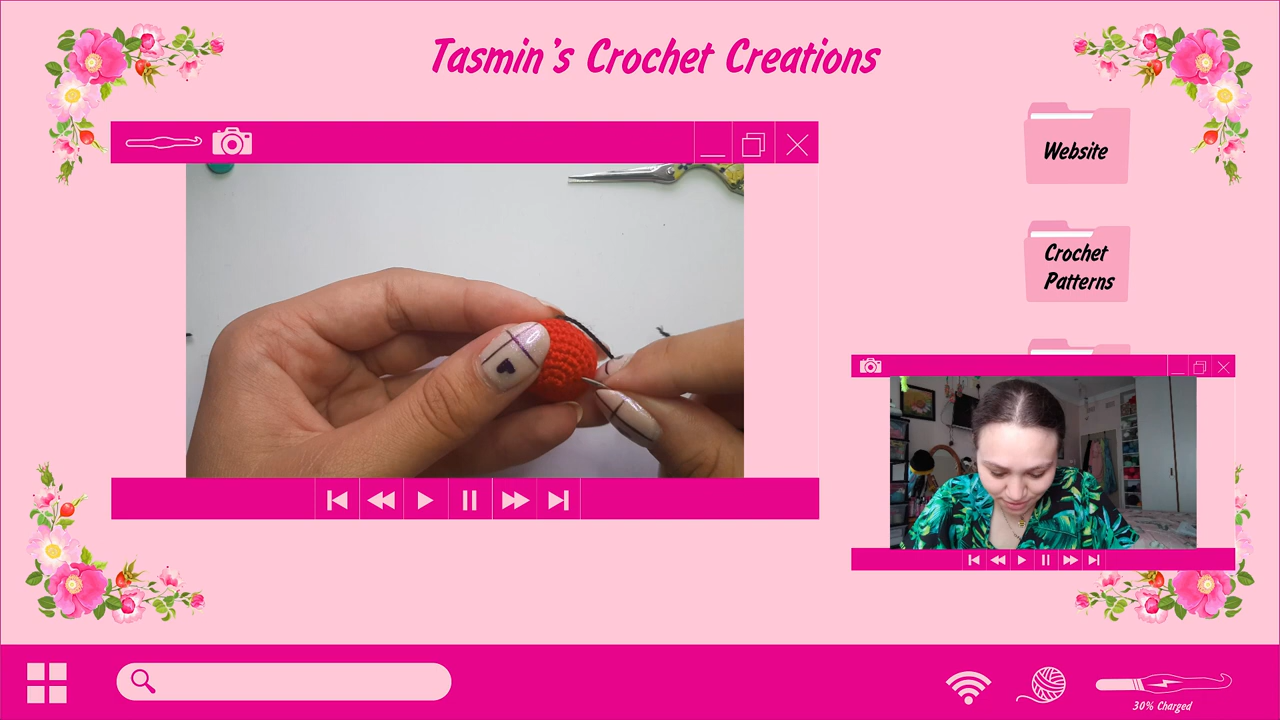 Tasmin's Crochet Creations
Website
Crochet
Patterns
30% Charged